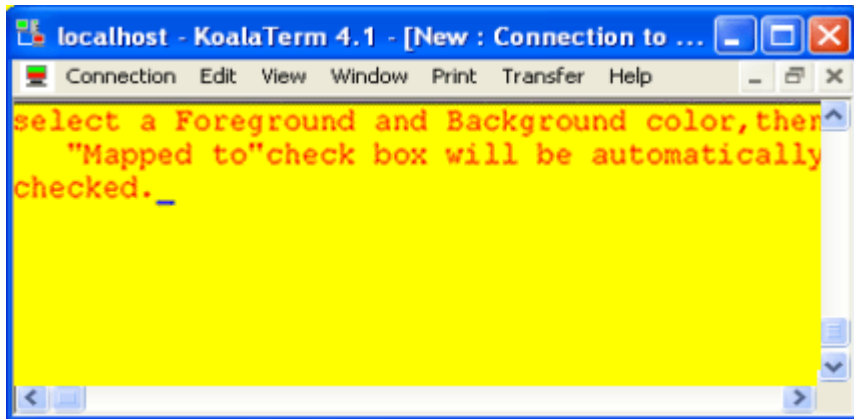 localhost - KoalaTerm 4.1 - [New : Connection to ...
Connection Edit View Window Print Transfer Help
select a Foreground and Background color,then
"Mapped to"check box will be automatically
checked._